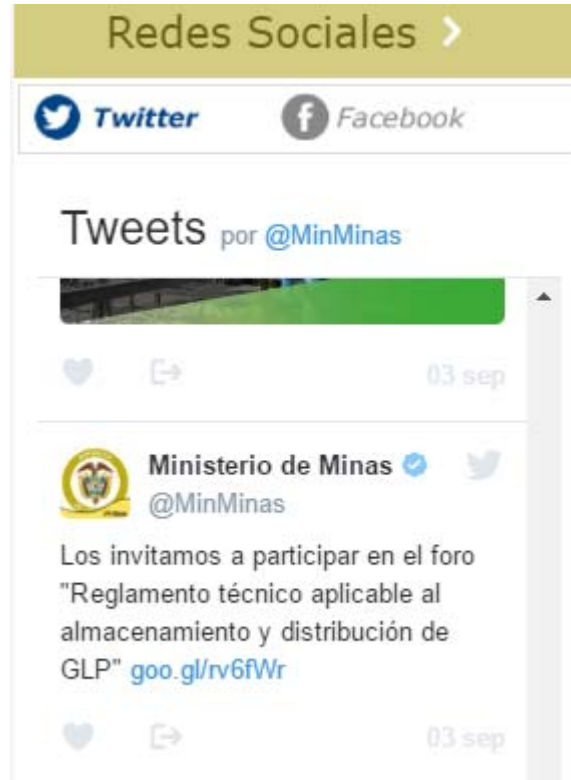 Redes Sociales >
Twitter Facebook
Tweets por @MinMinas
03 sep
Ministerio de Minas
@MinMinas
Los invitamos a participar en el foro
"Reglamento técnico aplicable al
almacenamiento y distribución de
GLP" goo.gl/rv6fWr
03 sep